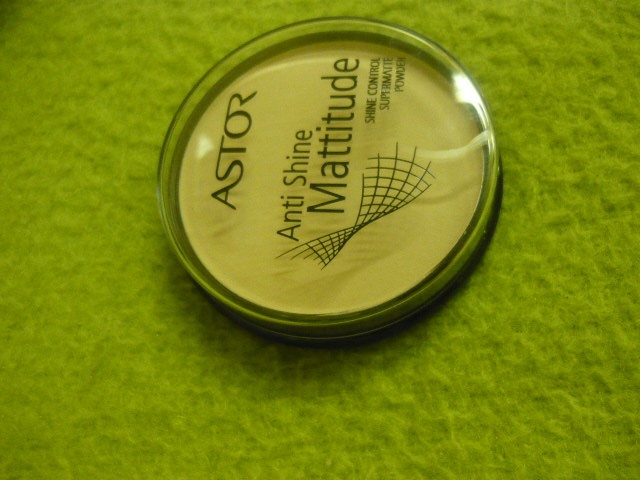 ASTOR
Anti Shine
Mattitude
SHINE CONTROL
SUPERMATTE
POWDER